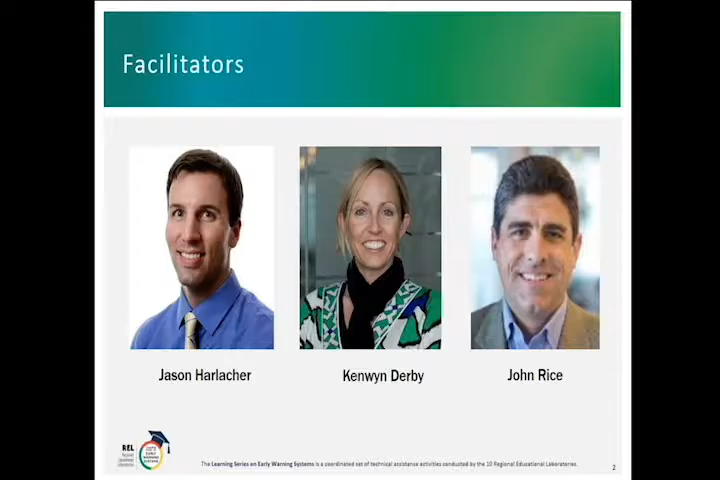 Facilitators
Jason Harlacher
Kenwyn Derby
John Rice
REL
The Learning Series on Early Warning Systems is a coordinated set of technical assistance activities conducted by the 10 Regional Educational Laboratories.
2